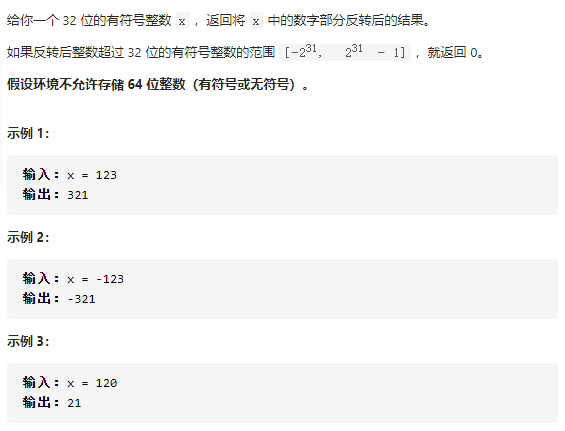 给你一个 32 位的有符号整数 x ，返回将 x 中的数字部分反转后的结果。
如果反转后整数超过 32 位的有符号整数的范围 [−2^31, 2^31 − 1] ，就返回 0。
假设环境不允许存储 64 位整数（有符号或无符号）。
示例 1：
输入：x = 123
输出：321
示例 2：
输入：x = -123
输出：-321
示例 3：
输入：x = 120
输出：21